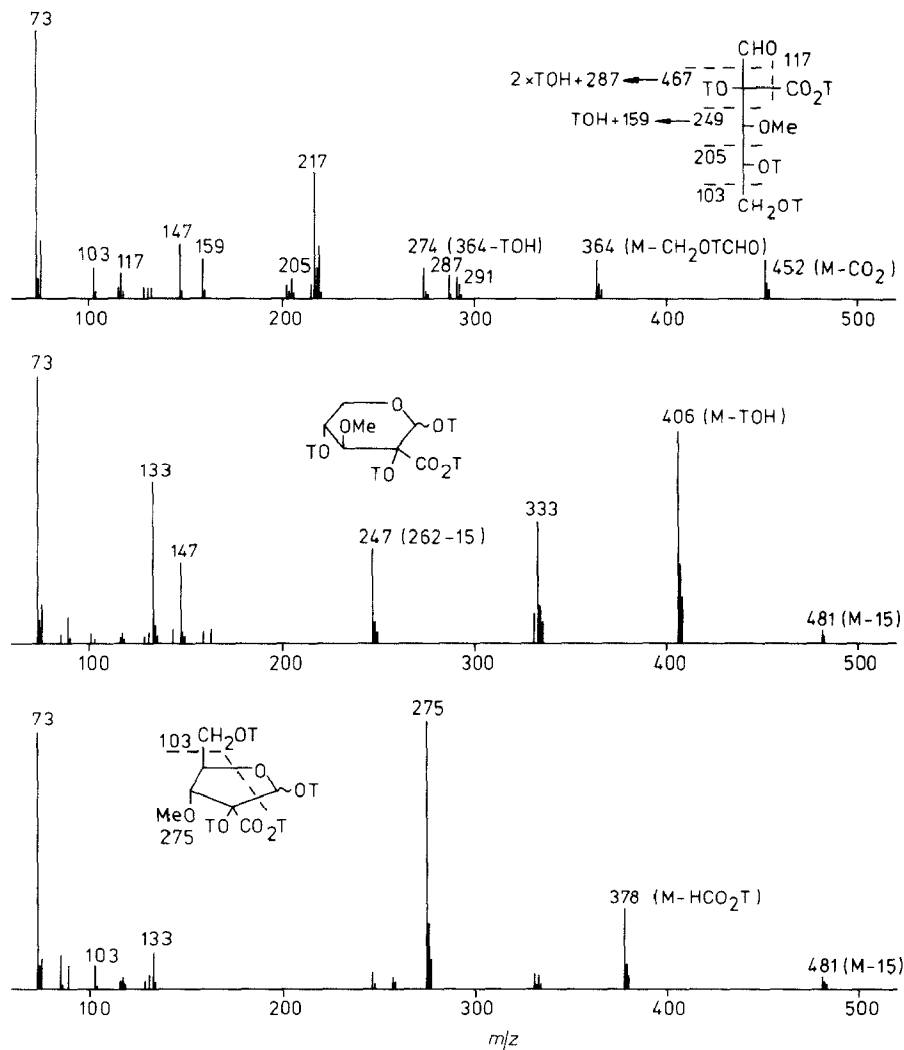 73
CHO
117
2×TOH+287 ← 467
TO
CO2T
TOH+159 ← 249
OMe
217
205
OT
103
CH2OT
147
159
103
117
205
274 (364-TOH)
287
291
364 (M-CH2OTCHO)
452 (M-CO2)
100 200 300 400 500
73
O
OMe
OT
TO
TO
CO2T
406 (M-TOH)
133
147
247 (262-15)
333
481 (M-15)
100 200 300 400 500
73
275
103
CH2OT
O
OT
MeO
TO
CO2T
275
378 (M-HCO2T)
103
133
481 (M-15)
100 200 300 400 500
m/z